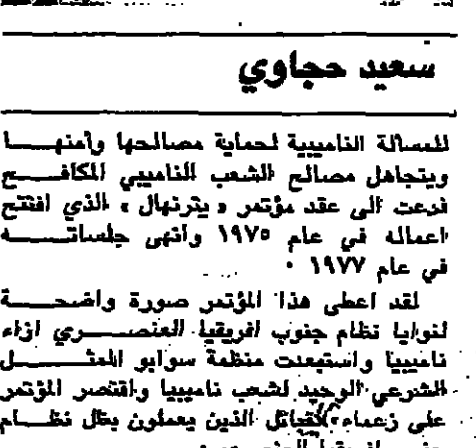 سعيد حجاوي
للمسألة الناميبية لحماية مصالحها وأمنها
ويتجاهل مصالح الشعب الناميبي المكافح
فدعت الى عقد مؤتمر « يترنهال » الذي افتتح
اعماله في عام ١٩٧٥ وانهى جلساته
في عام ١٩٧٧ .
لقد اعطى هذا المؤتمر صورة واضحة
لنوايا نظام جنوب افريقيا العنصري ازاء
ناميبيا واستبعدت منظمة سوابو الممثل
الشرعي الوحيد لشعب ناميبيا واقتصر المؤتمر
على زعماء القبائل الذين يعملون بظل نظام